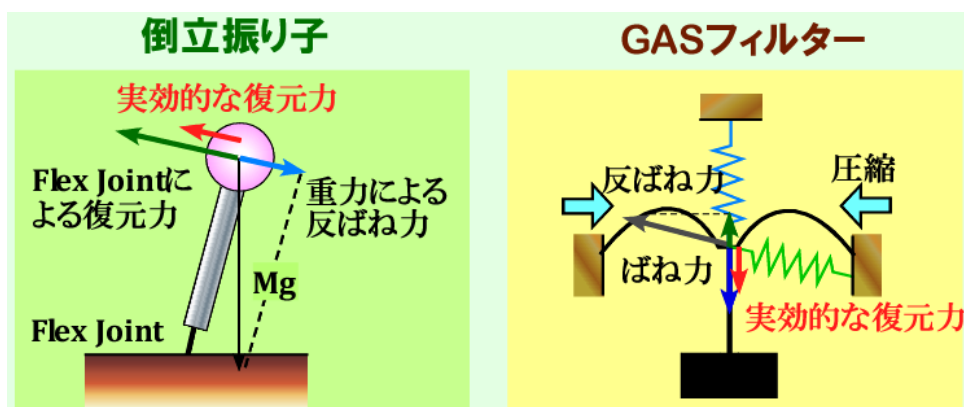 倒立振り子
実効的な復元力
Flex Jointに
よる復元力
重力による
反ばね力
Mg
Flex Joint
GASフィルター
反ばね力
圧縮
ばね力
実効的な復元力